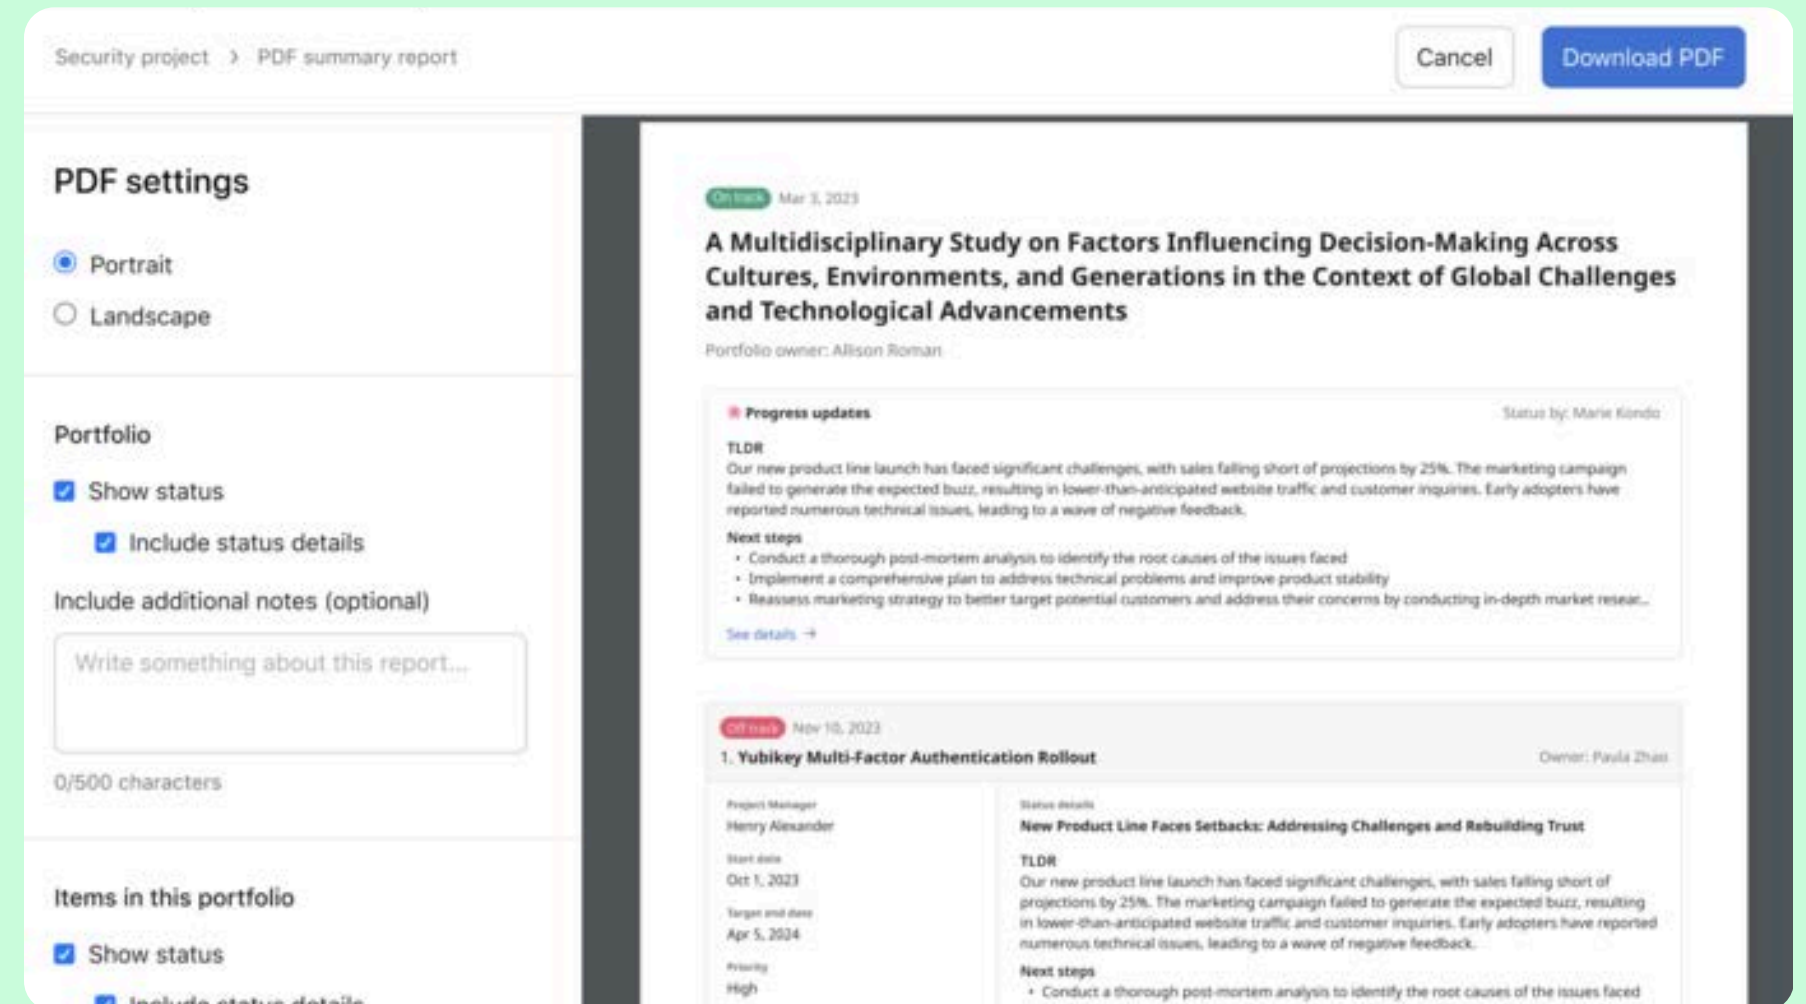 Security project > PDF summary report
Cancel
Download PDF
PDF settings
Portrait
Landscape
Portfolio
Show status
Include status details
Include additional notes (optional)
Write something about this report...
0/500 characters
Items in this portfolio
Show status
Include status details
On track Mar 3, 2023
A Multidisciplinary Study on Factors Influencing Decision-Making Across
Cultures, Environments, and Generations in the Context of Global Challenges
and Technological Advancements
Portfolio owner: Allison Roman
Progress updates
Status by: Marie Kondo
TLDR
Our new product line launch has faced significant challenges, with sales falling short of projections by 25%. The marketing campaign
failed to generate the expected buzz, resulting in lower-than-anticipated website traffic and customer inquiries. Early adopters have
reported numerous technical issues, leading to a wave of negative feedback.
Next steps
• Conduct a thorough post-mortem analysis to identify the root causes of the issues faced
• Implement a comprehensive plan to address technical problems and improve product stability
• Reassess marketing strategy to better target potential customers and address their concerns by conducting in-depth market resear...
See details →
Off track Nov 10, 2023
1. Yubikey Multi-Factor Authentication Rollout
Owner: Paula Zhao
Project Manager
Henry Alexander
Start date
Oct 1, 2023
Target end date
Apr 5, 2024
Priority
High
Status details
New Product Line Faces Setbacks: Addressing Challenges and Rebuilding Trust
TLDR
Our new product line launch has faced significant challenges, with sales falling short of
projections by 25%. The marketing campaign failed to generate the expected buzz, resulting
in lower-than-anticipated website traffic and customer inquiries. Early adopters have reported
numerous technical issues, leading to a wave of negative feedback.
Next steps
• Conduct a thorough post-mortem analysis to identify the root causes of the issues faced